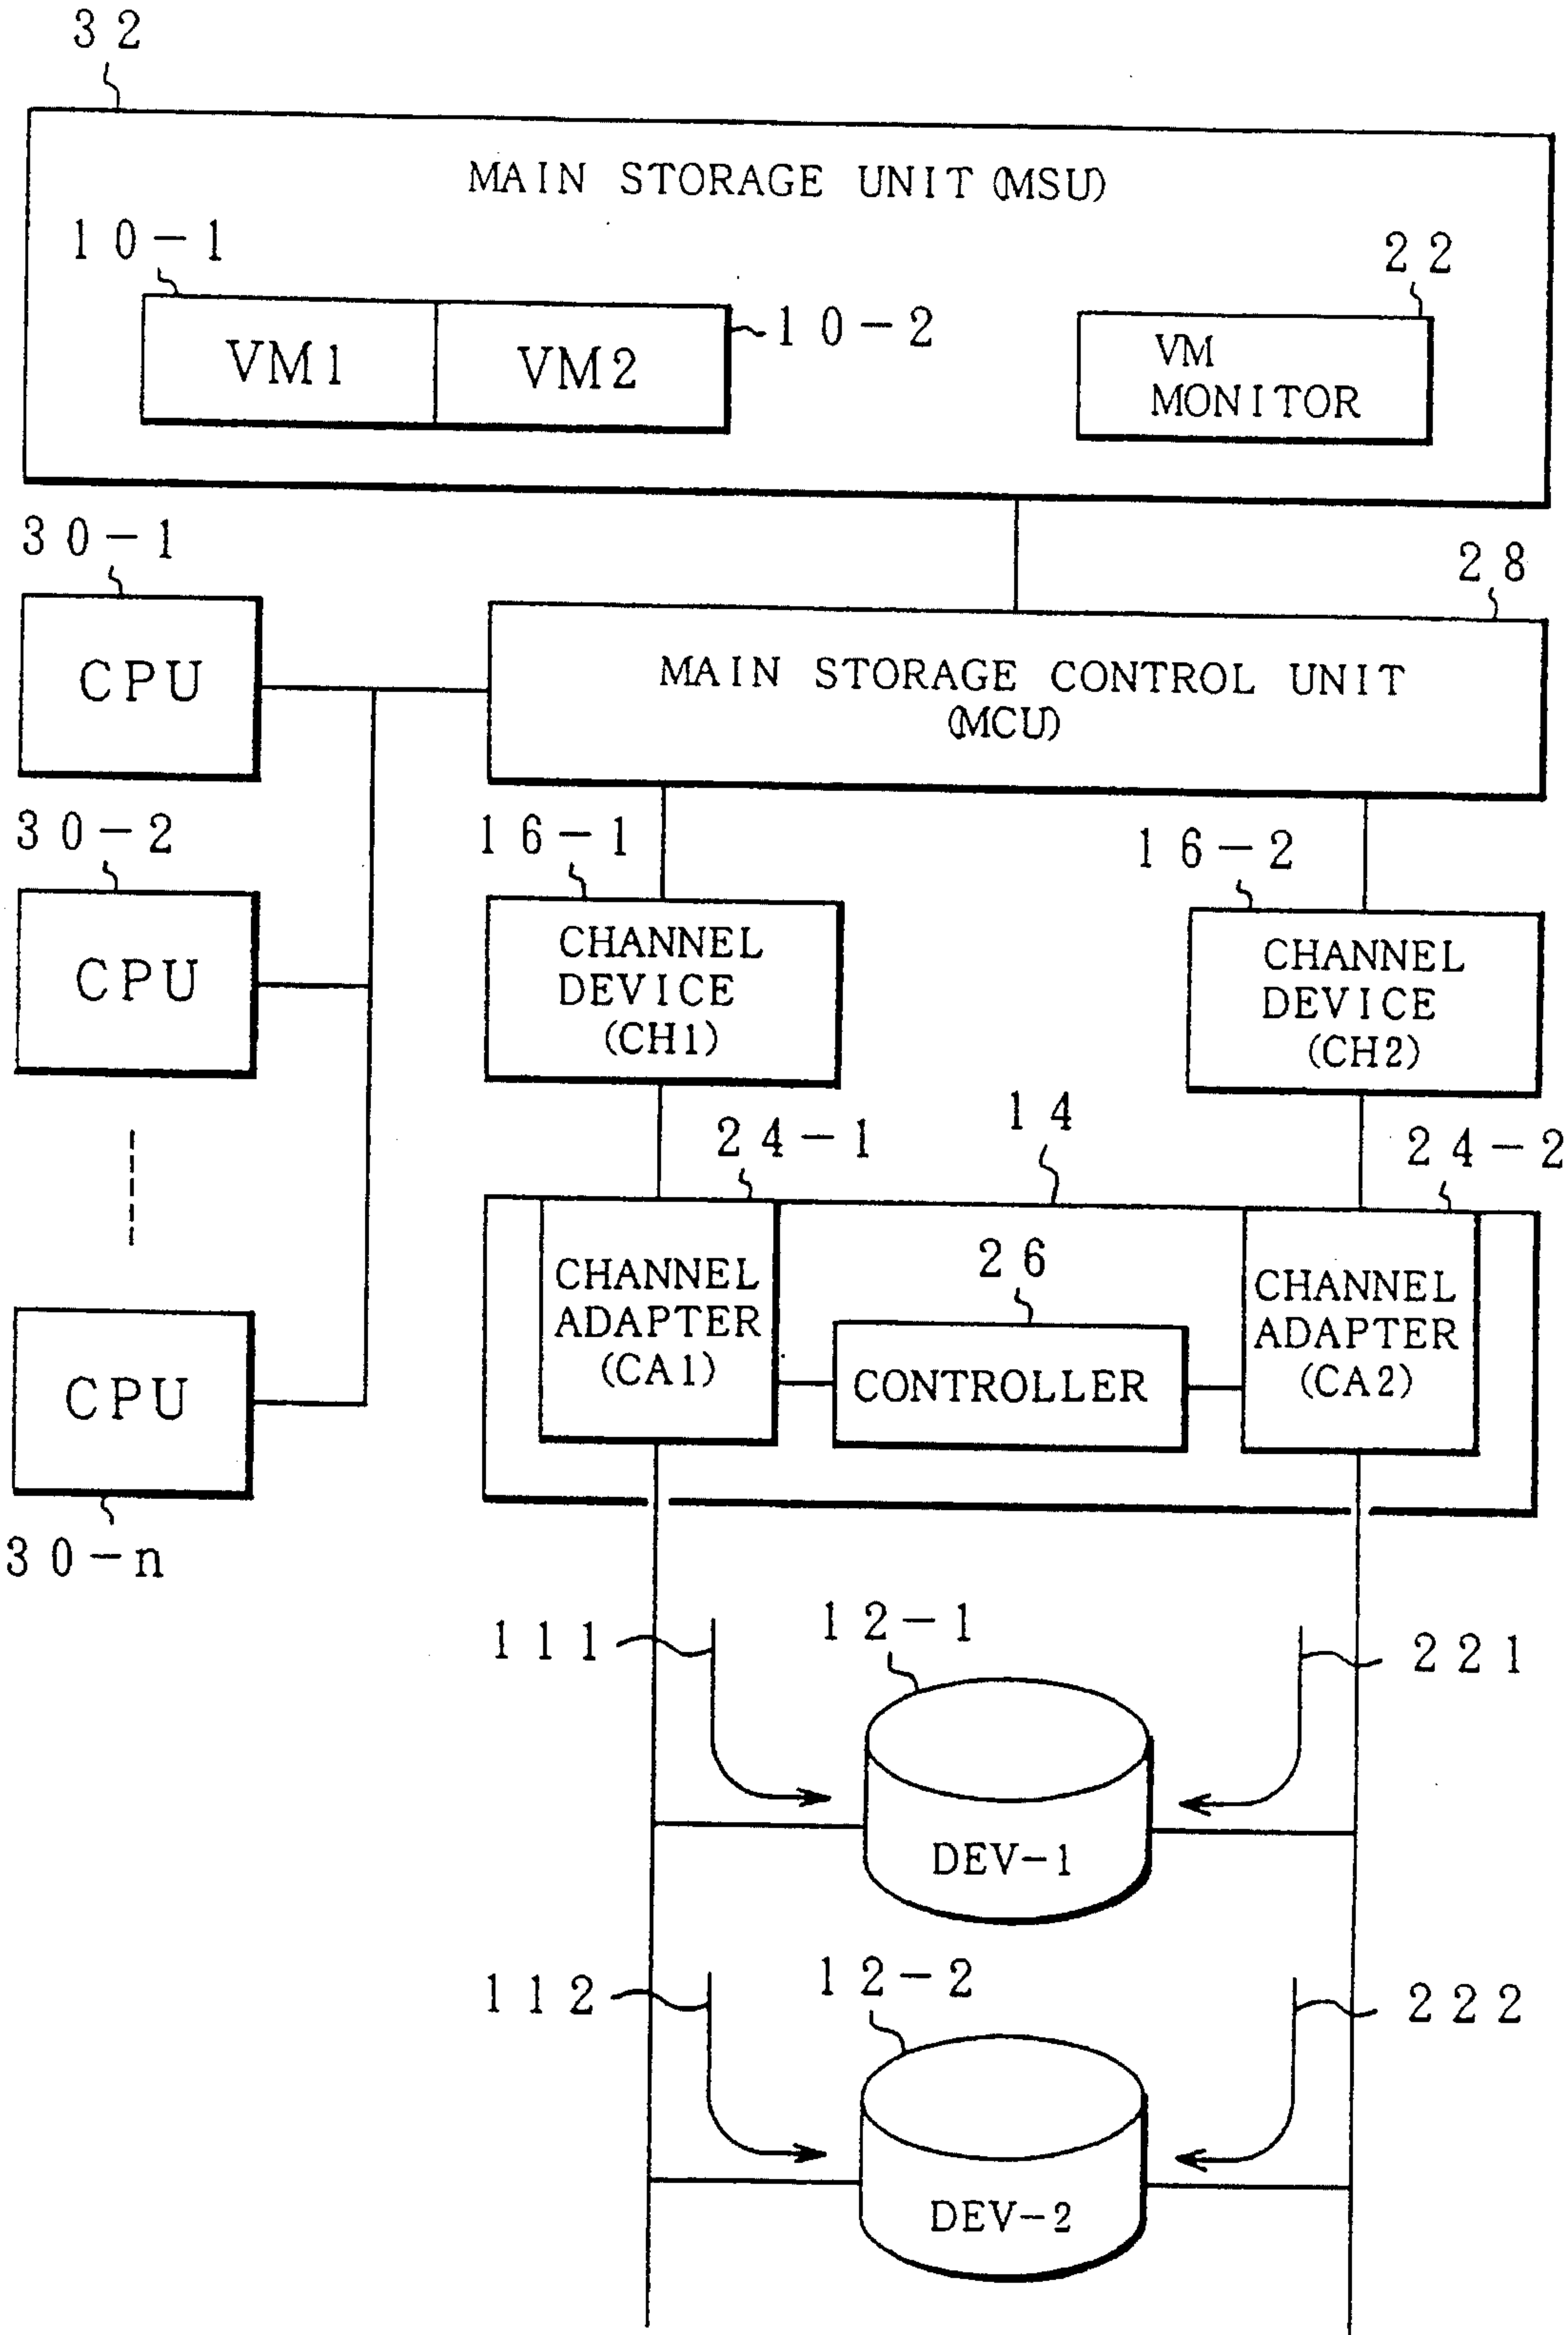 32
MAIN STORAGE UNIT (MSU)
10-1
22
10-2
VM1
VM2
VM
MONITOR
30-1
28
CPU
MAIN STORAGE CONTROL UNIT
(MCU)
30-2
16-1
16-2
CPU
CHANNEL
DEVICE
(CH1)
CHANNEL
DEVICE
(CH2)
24-1
14
24-2
26
CHANNEL
ADAPTER
(CA1)
CONTROLLER
CHANNEL
ADAPTER
(CA2)
CPU
30-n
111
12-1
221
DEV-1
112
12-2
222
DEV-2